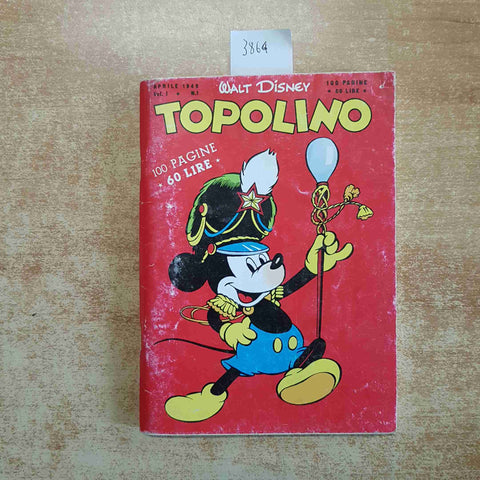 3864
APRILE 1949
Vol. I • N.1
WALT DISNEY
100 PAGINE
• 60 LIRE •
TOPOLINO
100 PAGINE
• 60 LIRE •